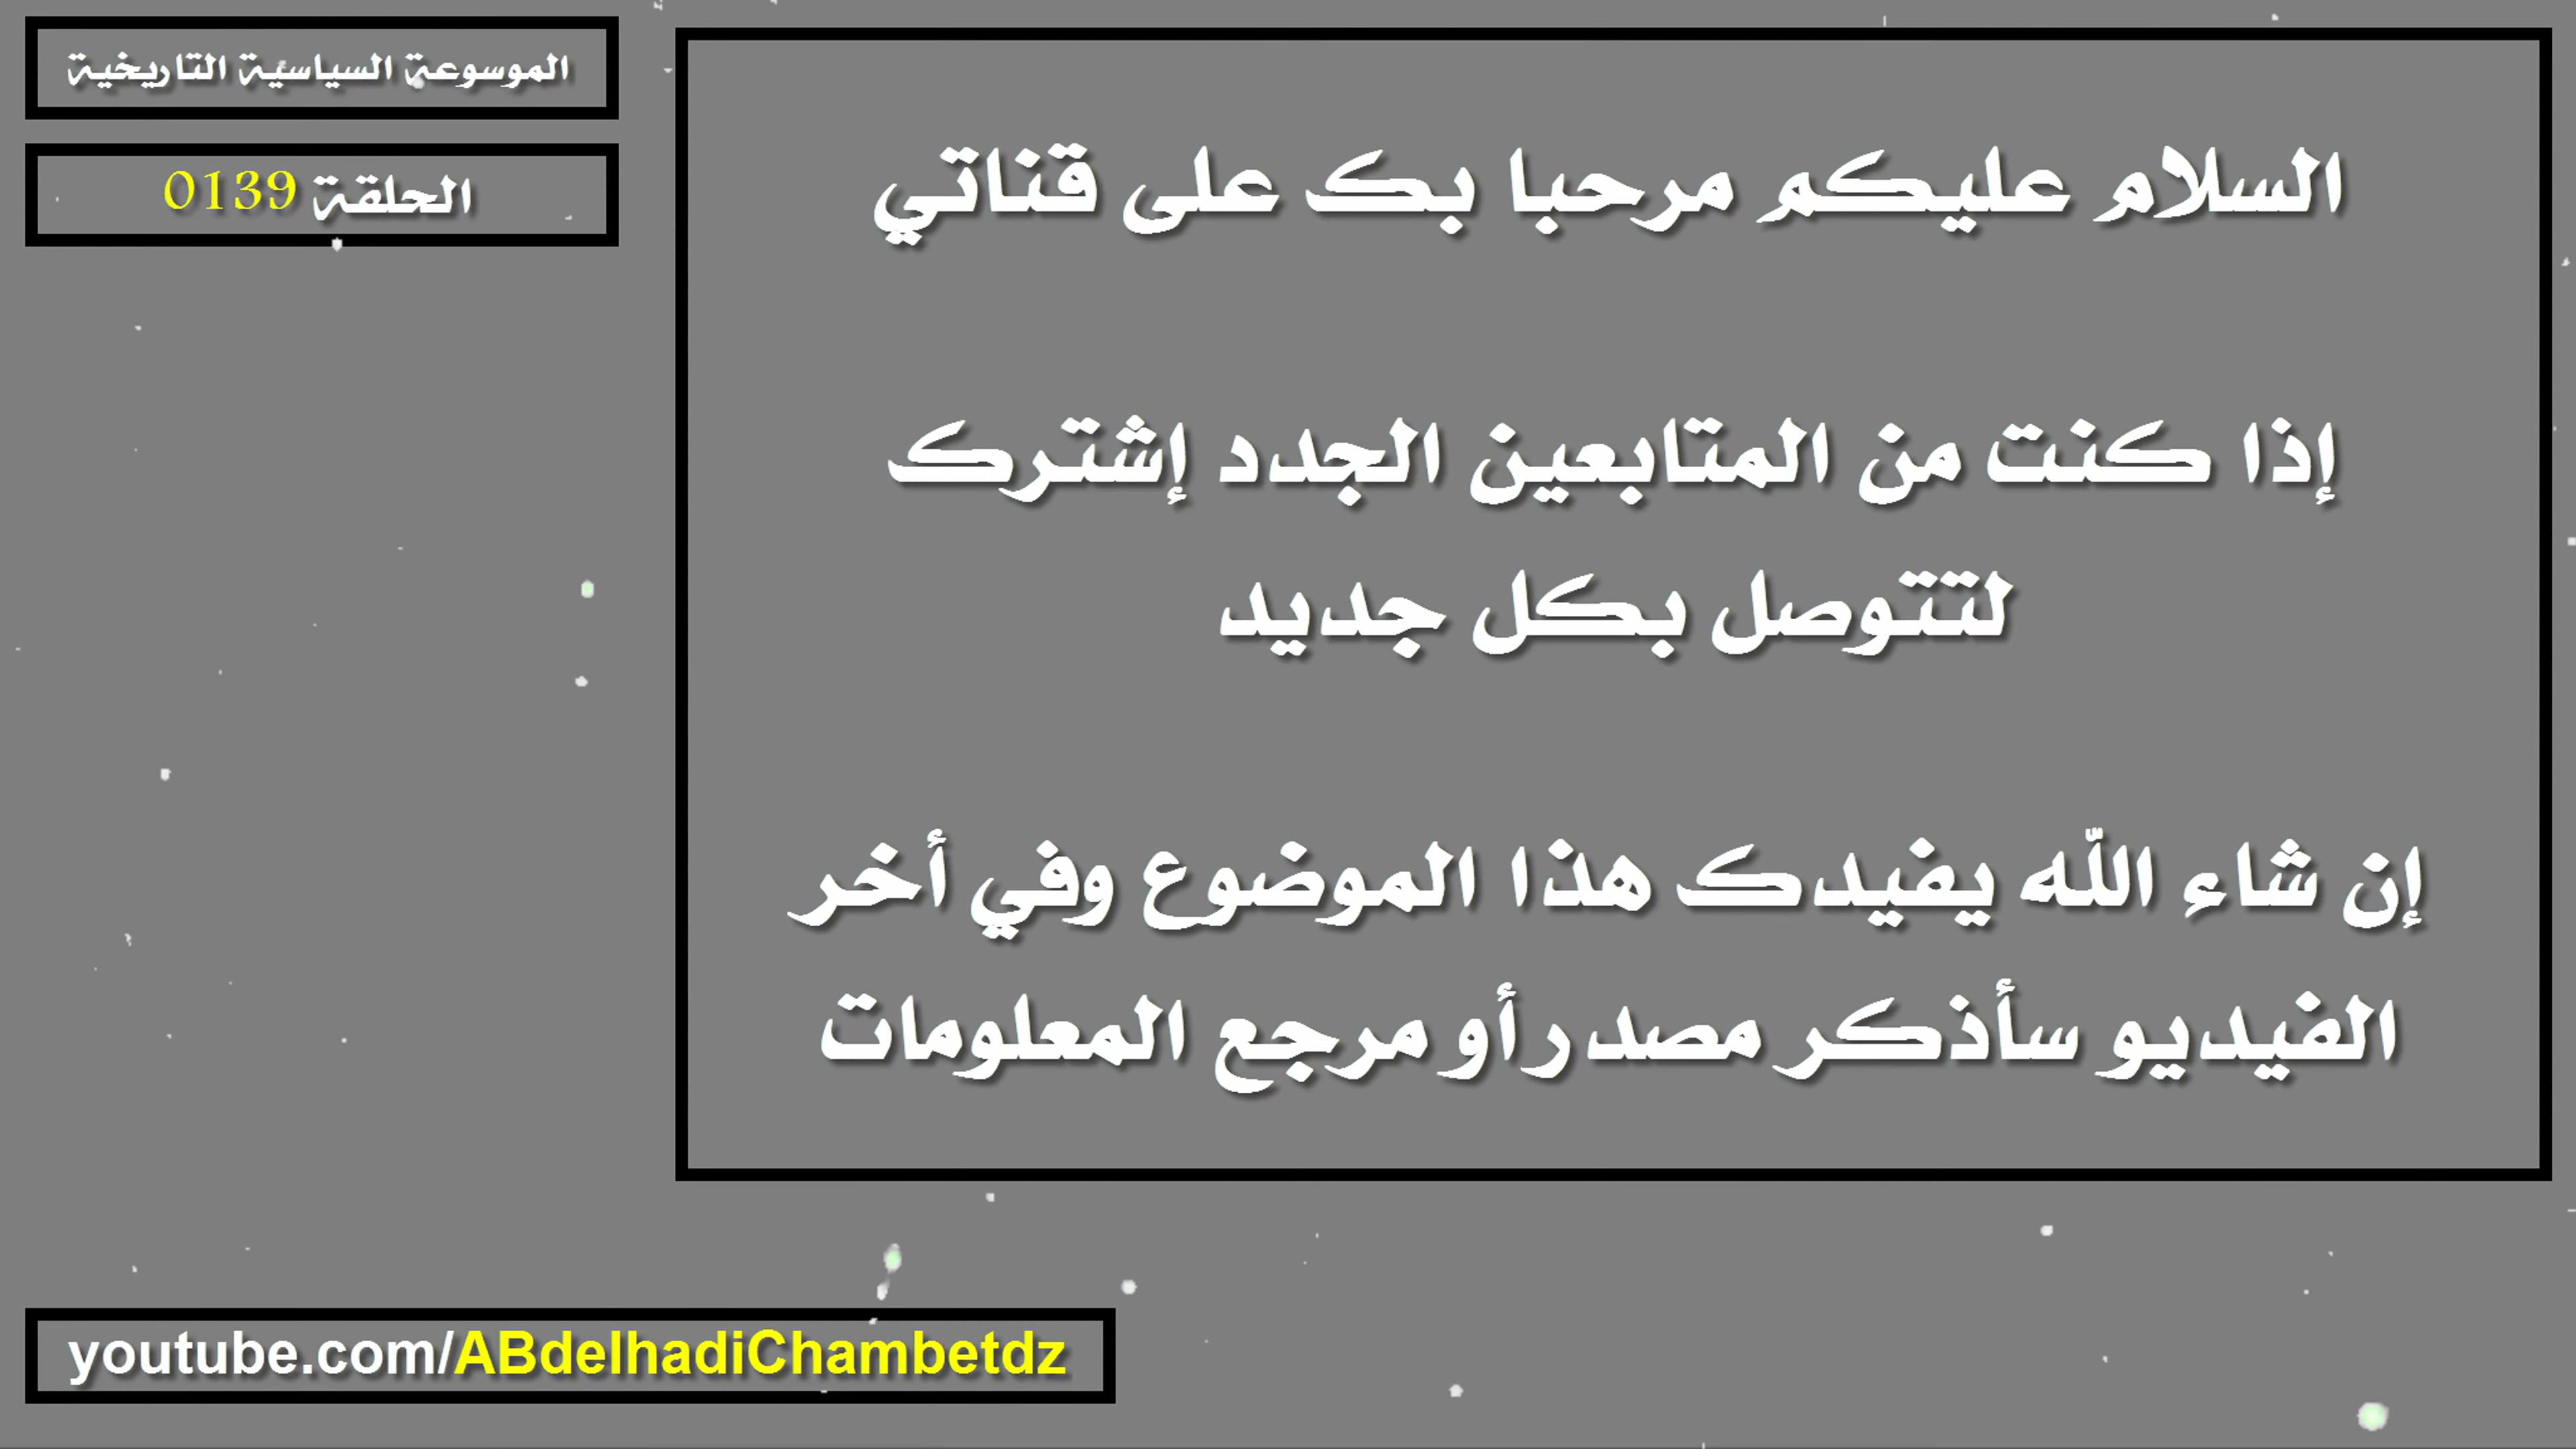 الموسوعة السياسية التاريخية
الحلقة 0139
السلام عليكم مرحبا بك على قناتي
إذا كنت من المتابعين الجدد إشترك
لتتوصل بكل جديد
إن شاء الله يفيدك هذا الموضوع وفي أخر
الفيديو سأذكر مصدر أو مرجع المعلومات
youtube.com/ABdelhadiChambetdz